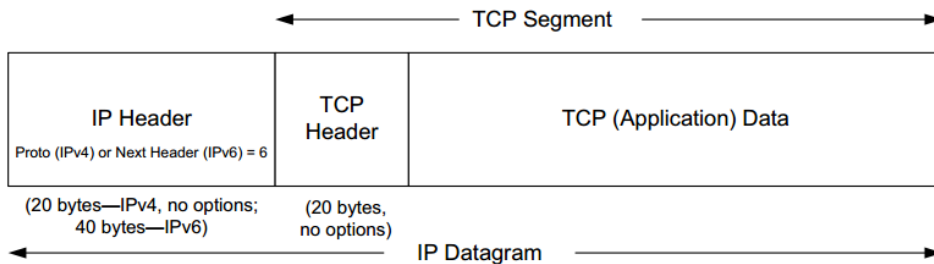 TCP Segment
IP Header
Proto (IPv4) or Next Header (IPv6) = 6
TCP
Header
TCP (Application) Data
(20 bytes—IPv4, no options;
40 bytes—IPv6)
(20 bytes,
no options)
IP Datagram